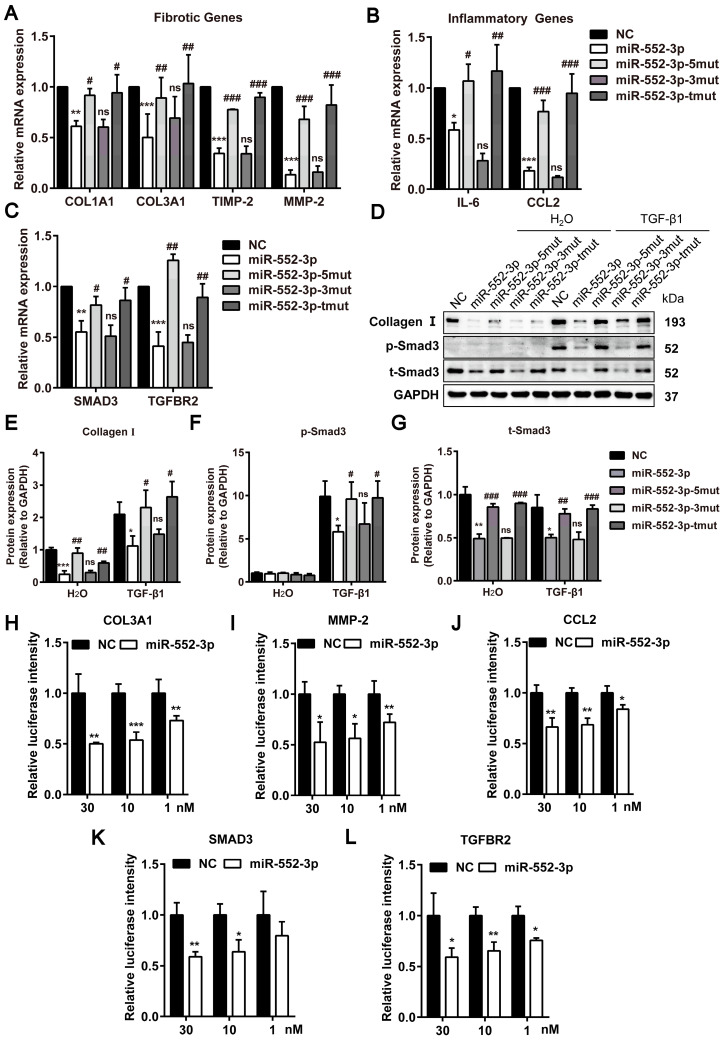 A
Fibrotic Genes
Relative mRNA expression
1.5
1.0
0.5
0.0
** # ns #
*** ## ns ##
*** ### ns ###
*** ### ns ###
COL1A1 COL3A1 TIMP-2 MMP-2
B
Inflammatory Genes
Relative mRNA expression
1.5
1.0
0.5
0.0
* # ns ##
*** ### ns ###
IL-6 CCL2
NC
miR-552-3p
miR-552-3p-5mut
miR-552-3p-3mut
miR-552-3p-tmut
C
Relative mRNA expression
1.5
1.0
0.5
0.0
** # ns #
*** ## ns ##
SMAD3 TGFBR2
NC
miR-552-3p
miR-552-3p-5mut
miR-552-3p-3mut
miR-552-3p-tmut
D
H2O TGF-β1
NC miR-552-3p miR-552-3p-5mut miR-552-3p-3mut miR-552-3p-tmut NC miR-552-3p miR-552-3p-5mut miR-552-3p-3mut miR-552-3p-tmut
kDa
Collagen I 193
p-Smad3 52
t-Smad3 52
GAPDH 37
E
Collagen I
Protein expression
(Relative to GAPDH)
4
3
2
1
0
*** ## ns ##
* # ns #
H2O TGF-β1
F
p-Smad3
Protein expression
(Relative to GAPDH)
15
10
5
0
* # ns #
H2O TGF-β1
G
t-Smad3
Protein expression
(Relative to GAPDH)
1.5
1.0
0.5
0.0
** ### ns ###
* ## ns ###
H2O TGF-β1
NC
miR-552-3p
miR-552-3p-5mut
miR-552-3p-3mut
miR-552-3p-tmut
H
COL3A1
NC miR-552-3p
Relative luciferase intensity
1.5
1.0
0.5
0.0
** *** **
30 10 1 nM
I
MMP-2
NC miR-552-3p
Relative luciferase intensity
1.5
1.0
0.5
0.0
* * **
30 10 1 nM
J
CCL2
NC miR-552-3p
Relative luciferase intensity
1.5
1.0
0.5
0.0
** ** *
30 10 1 nM
K
SMAD3
NC miR-552-3p
Relative luciferase intensity
1.5
1.0
0.5
0.0
** *
30 10 1 nM
L
TGFBR2
NC miR-552-3p
Relative luciferase intensity
1.5
1.0
0.5
0.0
* ** *
30 10 1 nM